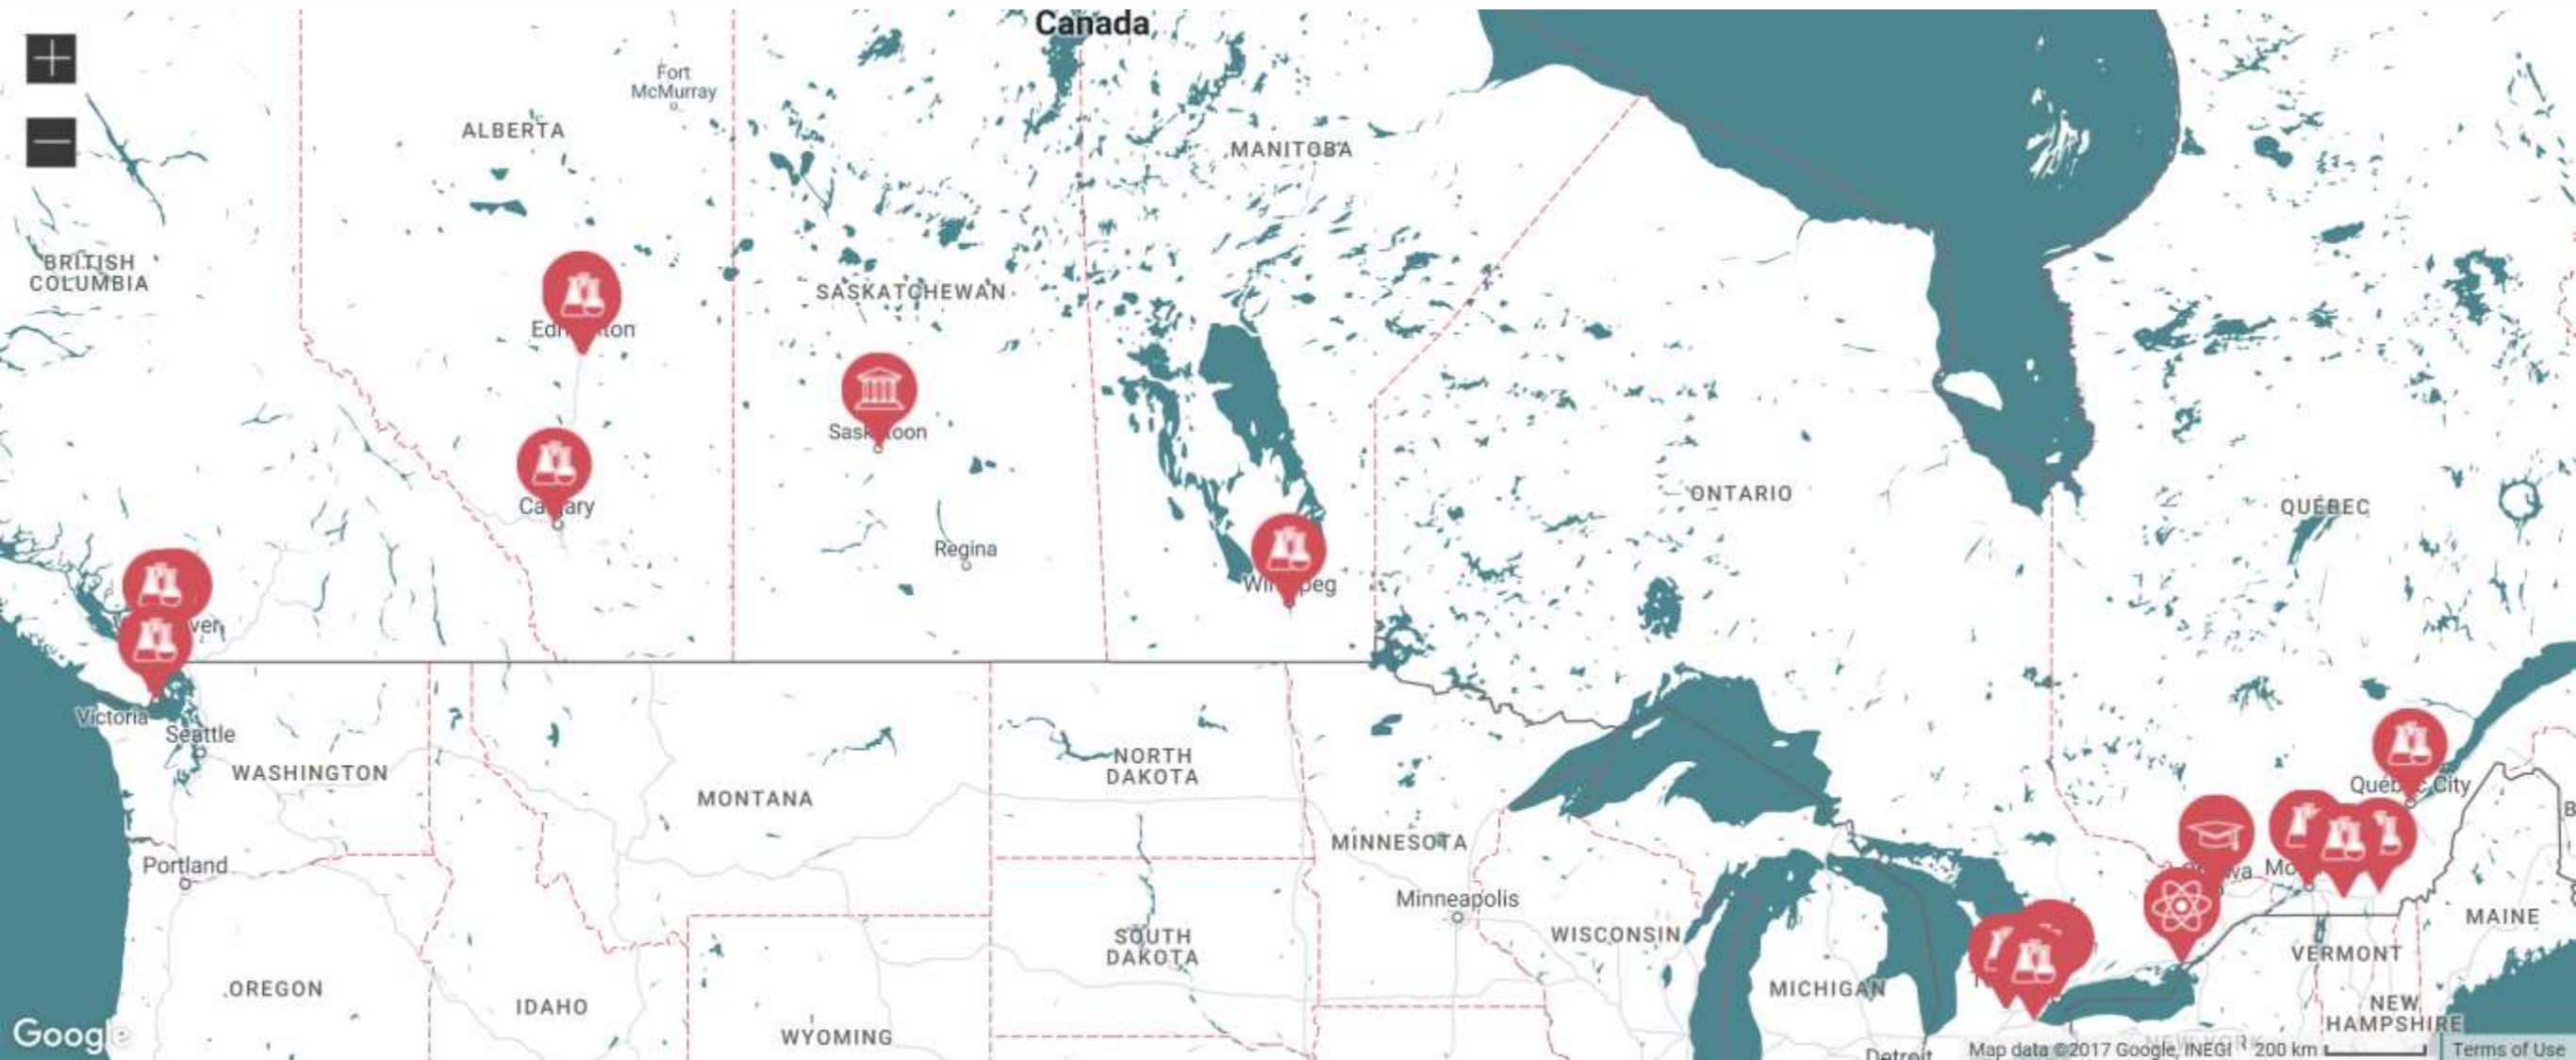 Canada
Fort
McMurray
ALBERTA
MANITOBA
BRITISH
COLUMBIA
SASKATCHEWAN
ONTARIO
QUÉBEC
Regina
Victoria
Seattle
WASHINGTON
NORTH
DAKOTA
MONTANA
MINNESOTA
Portland
Minneapolis
WISCONSIN
SOUTH
DAKOTA
MAINE
VERMONT
OREGON
IDAHO
MICHIGAN
NEW
HAMPSHIRE
WYOMING
Google
Detroit
Map data ©2017 Google, INEGI
200 km
Terms of Use